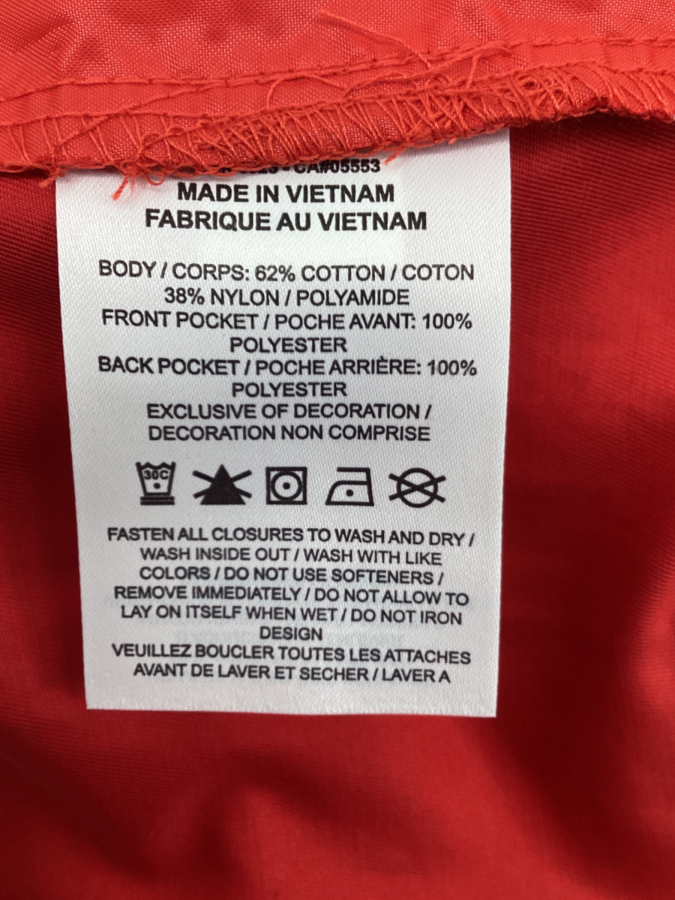 CA#05553
MADE IN VIETNAM
FABRIQUE AU VIETNAM
BODY / CORPS: 62% COTTON / COTON
38% NYLON / POLYAMIDE
FRONT POCKET / POCHE AVANT: 100%
POLYESTER
BACK POCKET / POCHE ARRIÈRE: 100%
POLYESTER
EXCLUSIVE OF DECORATION /
DECORATION NON COMPRISE
30C
FASTEN ALL CLOSURES TO WASH AND DRY /
WASH INSIDE OUT / WASH WITH LIKE
COLORS / DO NOT USE SOFTENERS /
REMOVE IMMEDIATELY / DO NOT ALLOW TO
LAY ON ITSELF WHEN WET / DO NOT IRON
DESIGN
VEUILLEZ BOUCLER TOUTES LES ATTACHES
AVANT DE LAVER ET SECHER / LAVER A